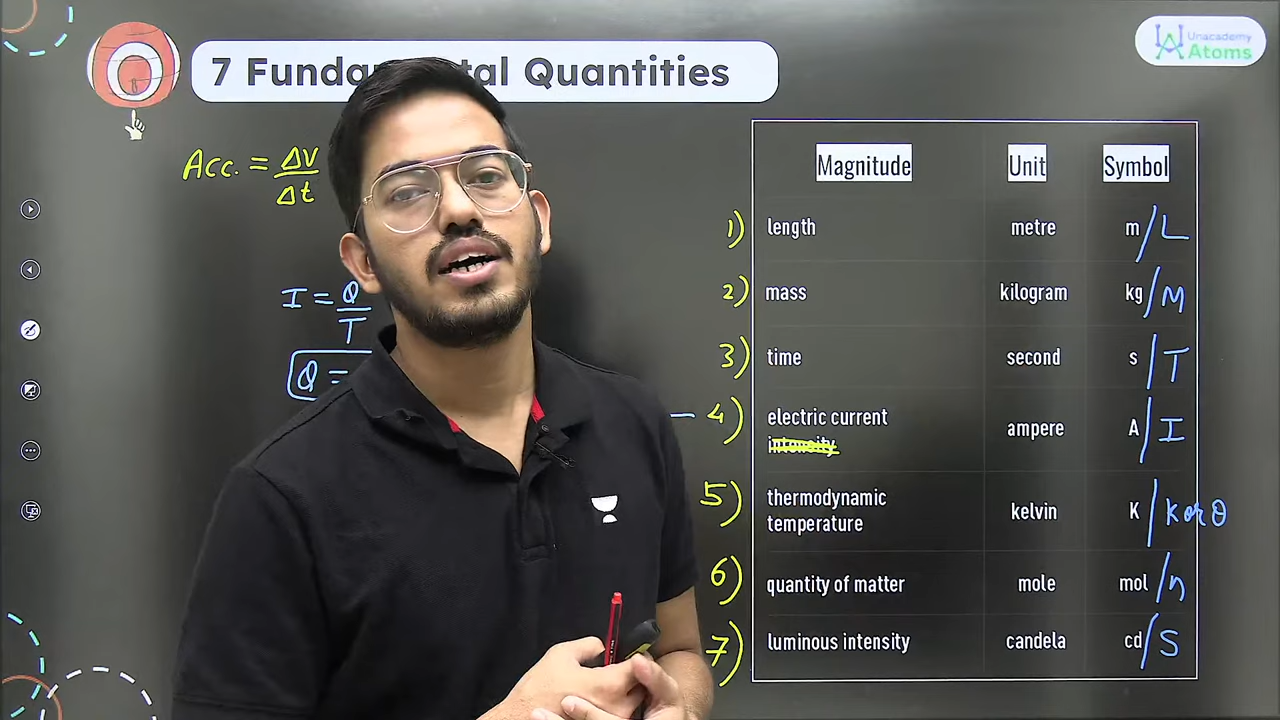 7 Fundamental Quantities
Unacademy
Atoms
Acc. = Δv
Δt
I = Q
T
Q =
Magnitude Unit Symbol
1) length metre m / L
2) mass kilogram kg / M
3) time second s / T
4) electric current ampere A / I
intensity
5) thermodynamic
temperature kelvin K / K or θ
6) quantity of matter mole mol / n
7) luminous intensity candela cd / S